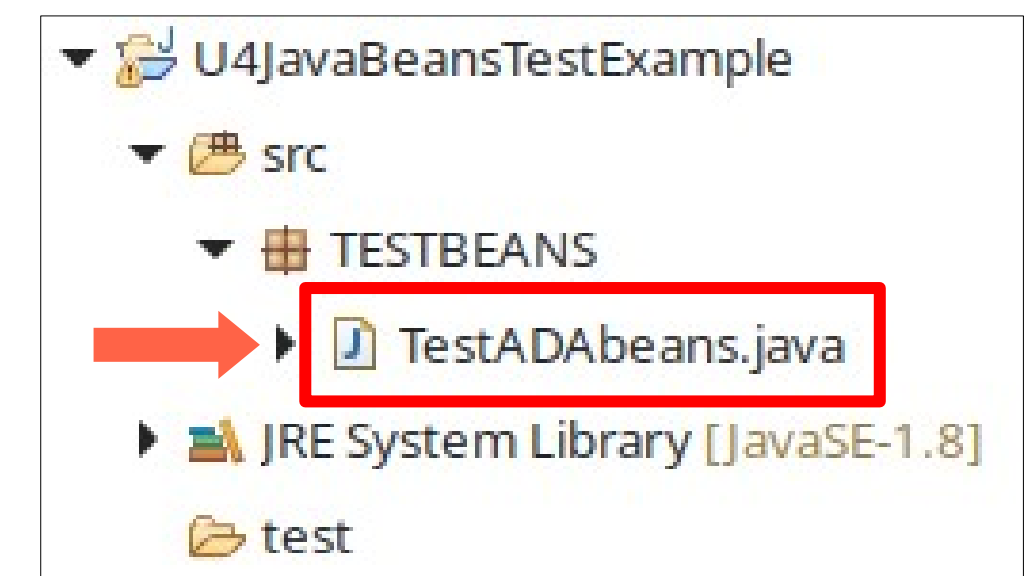 U4JavaBeansTestExample
src
TESTBEANS
TestADAbeans.java
JRE System Library [JavaSE-1.8]
test